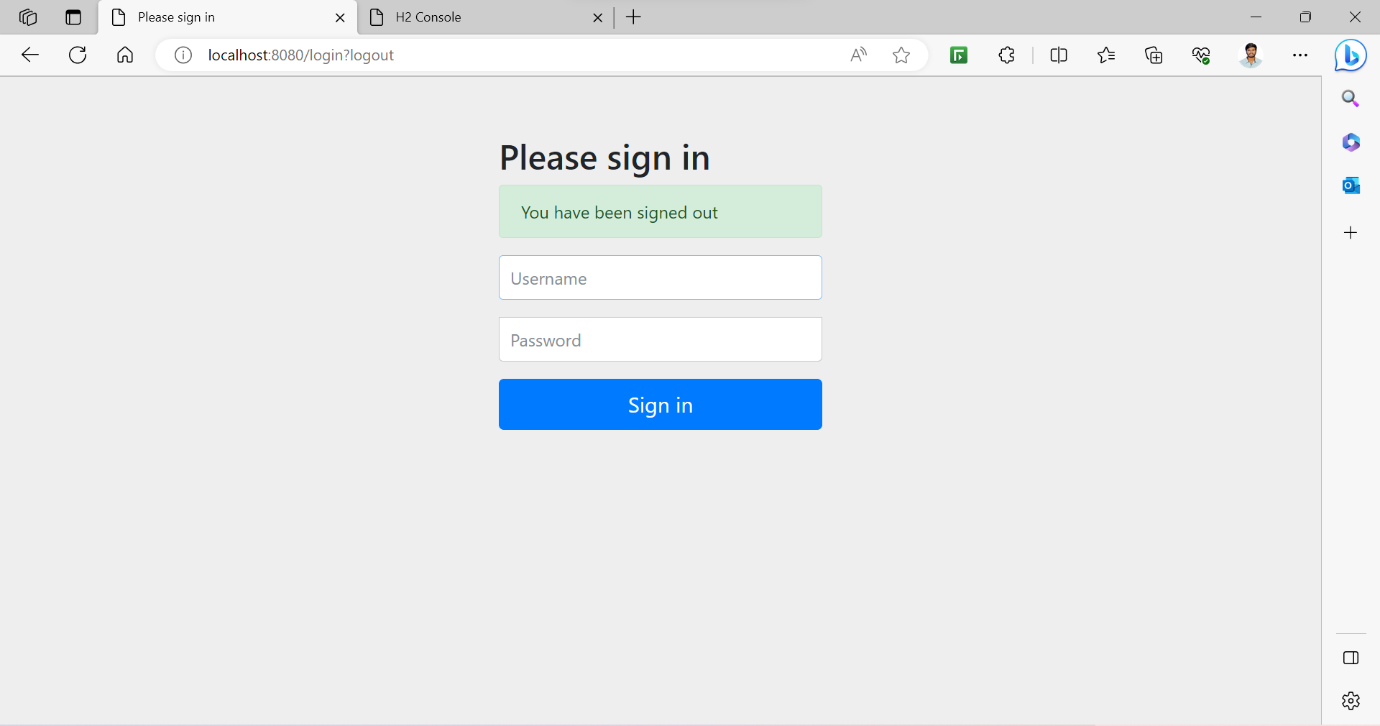 Please sign in
H2 Console
localhost:8080/login?logout
Please sign in
You have been signed out
Username
Password
Sign in